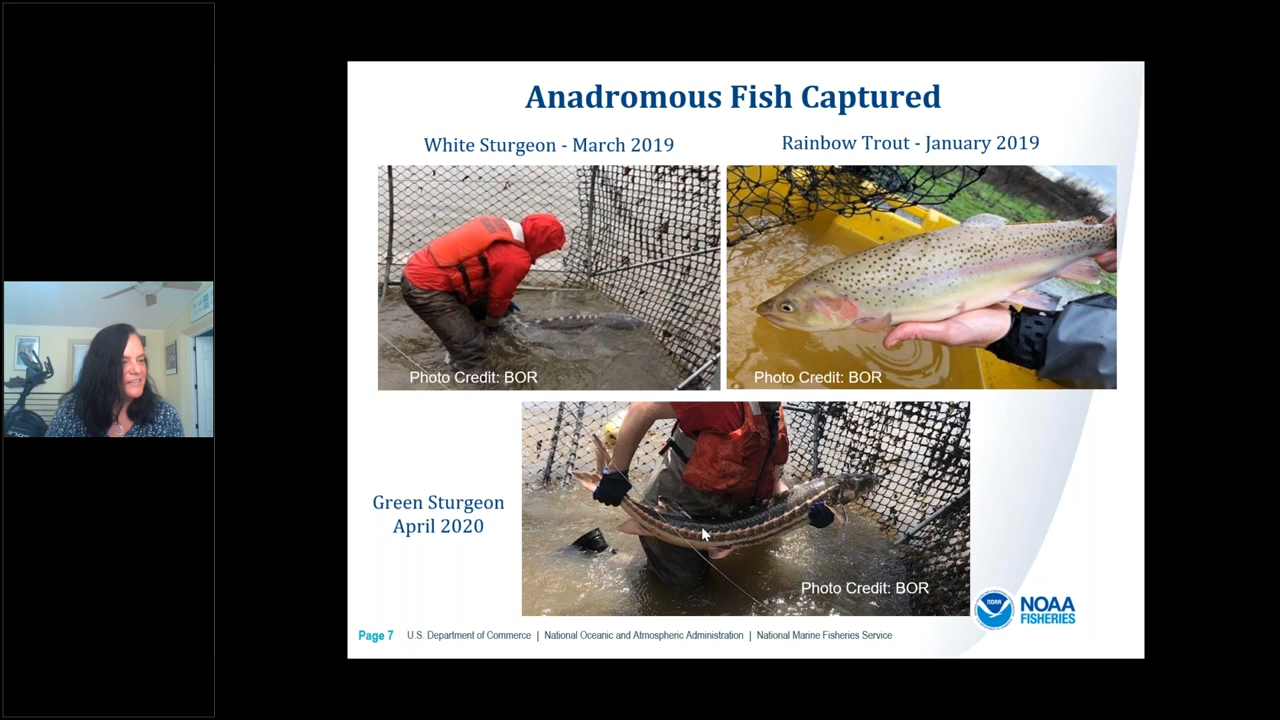 Anadromous Fish Captured
White Sturgeon - March 2019
Rainbow Trout - January 2019
Photo Credit: BOR
Photo Credit: BOR
Green Sturgeon
April 2020
Photo Credit: BOR
NOAA
NOAA
FISHERIES
Page 7 U.S. Department of Commerce | National Oceanic and Atmospheric Administration | National Marine Fisheries Service